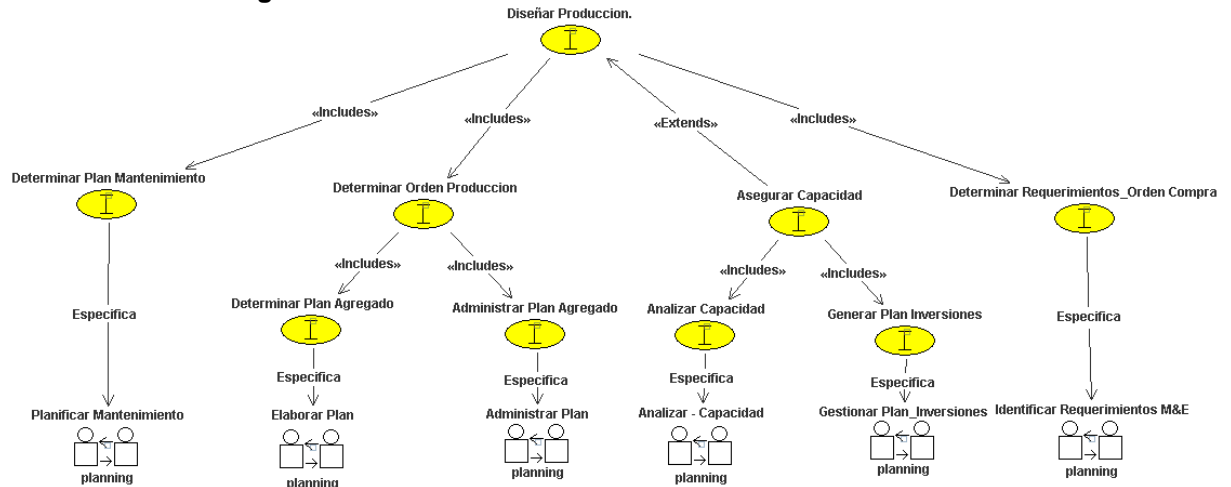 Diseñar Produccion.
«Includes»
«Includes»
«Extends»
«Includes»
Determinar Plan Mantenimiento
Determinar Orden Produccion
Asegurar Capacidad
Determinar Requerimientos_Orden Compra
«Includes»
«Includes»
«Includes»
«Includes»
Determinar Plan Agregado
Administrar Plan Agregado
Analizar Capacidad
Generar Plan Inversiones
Especifica
Especifica
Especifica
Especifica
Especifica
Especifica
Planificar Mantenimiento
Elaborar Plan
Administrar Plan
Analizar - Capacidad
Gestionar Plan_Inversiones
Identificar Requerimientos M&E
planning
planning
planning
planning
planning
planning